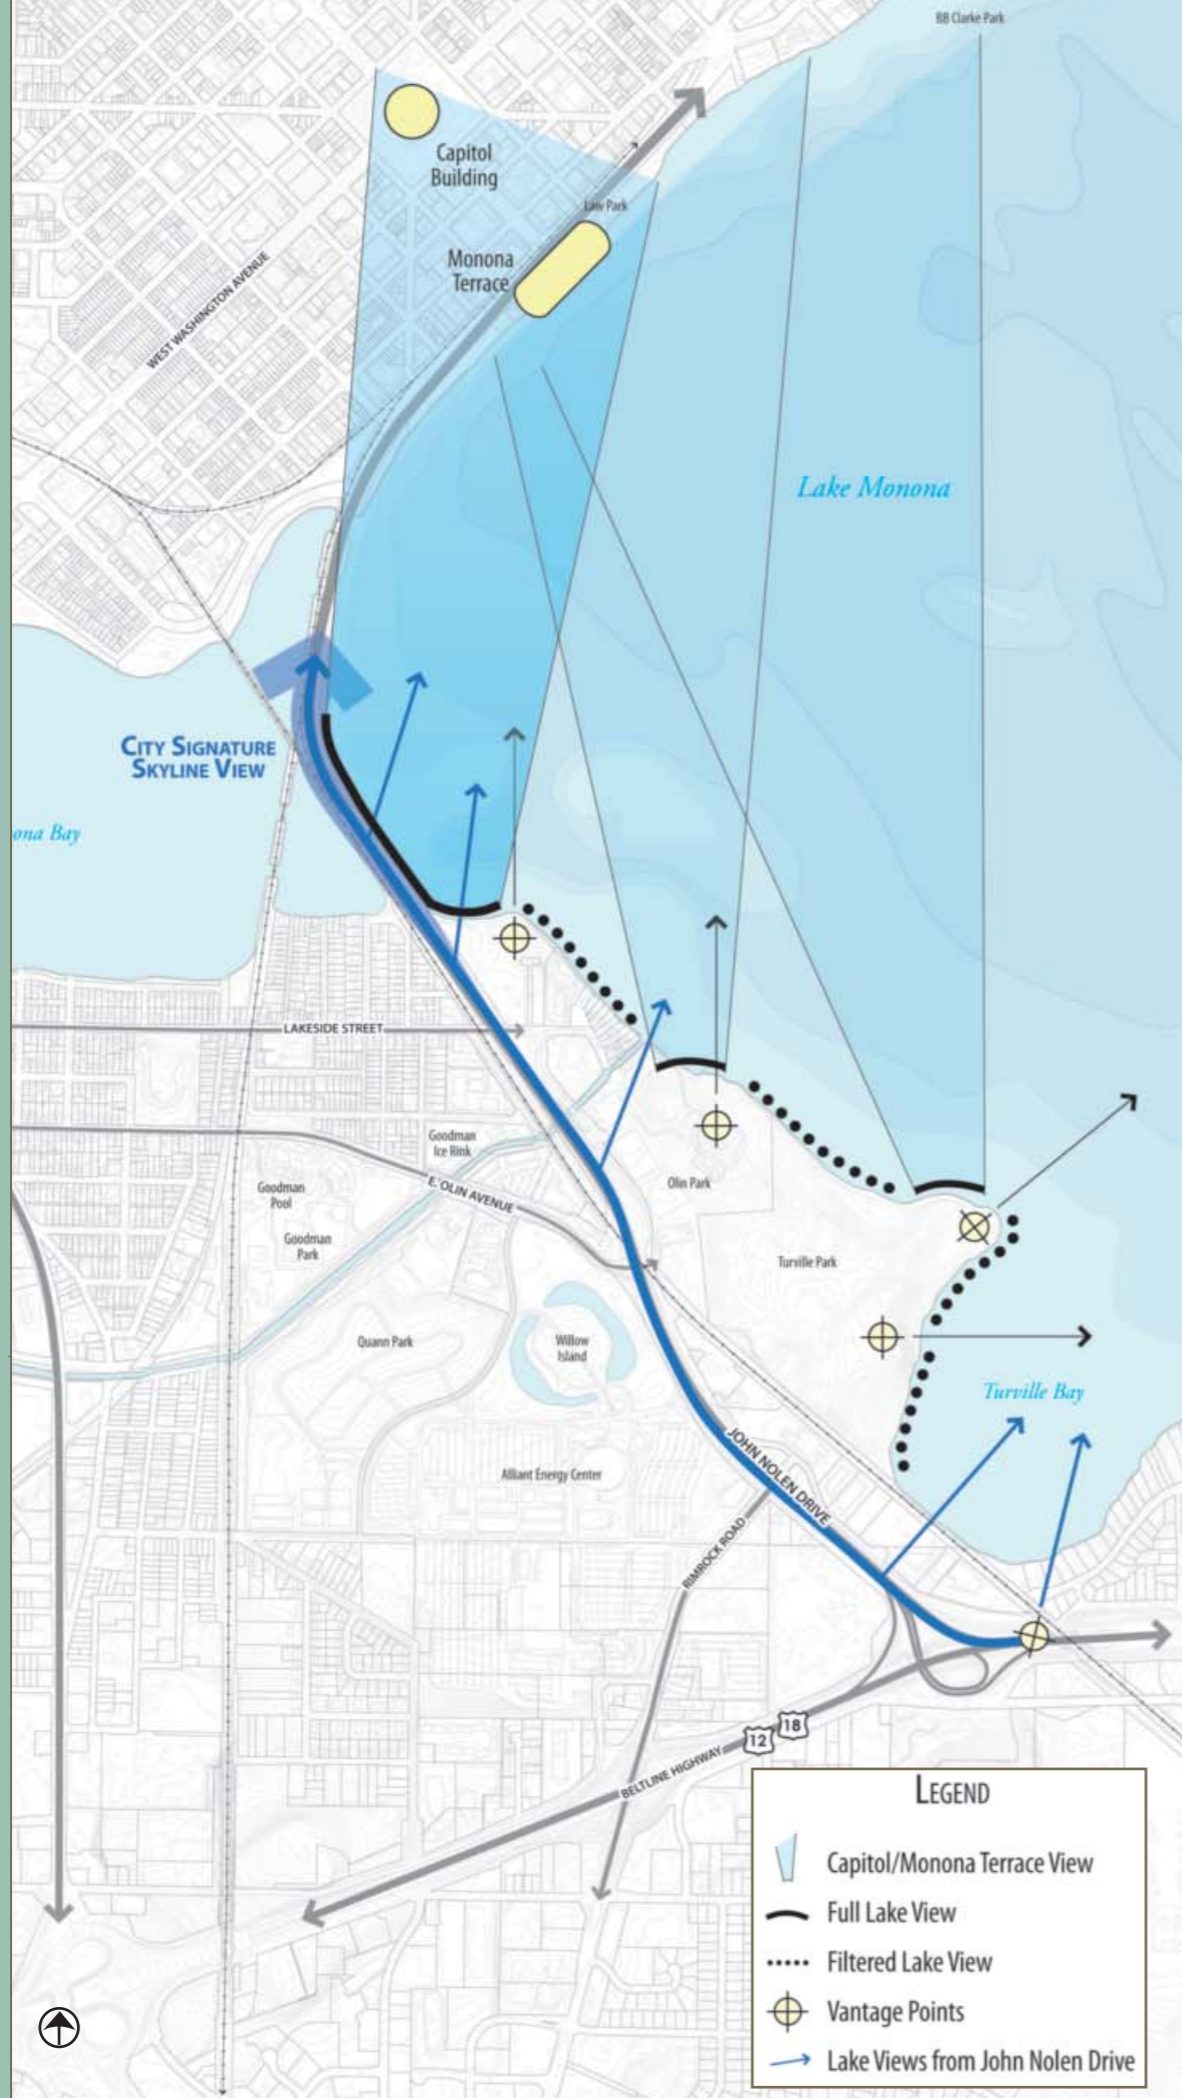 BB Clarke Park
Capitol
Building
Law Park
Monona
Terrace
WEST WASHINGTON AVENUE
Lake Monona
CITY SIGNATURE
SKYLINE VIEW
ona Bay
LAKESIDE STREET
Goodman
Ice Rink
E. OLIN AVENUE
Goodman
Pool
Goodman
Park
Olin Park
Turville Park
Quann Park
Willow
Island
Turville Bay
JOHN NOLEN DRIVE
Alliant Energy Center
RIMROCK ROAD
BELTLINE HIGHWAY
12
18
LEGEND
Capitol/Monona Terrace View
Full Lake View
Filtered Lake View
Vantage Points
Lake Views from John Nolen Drive